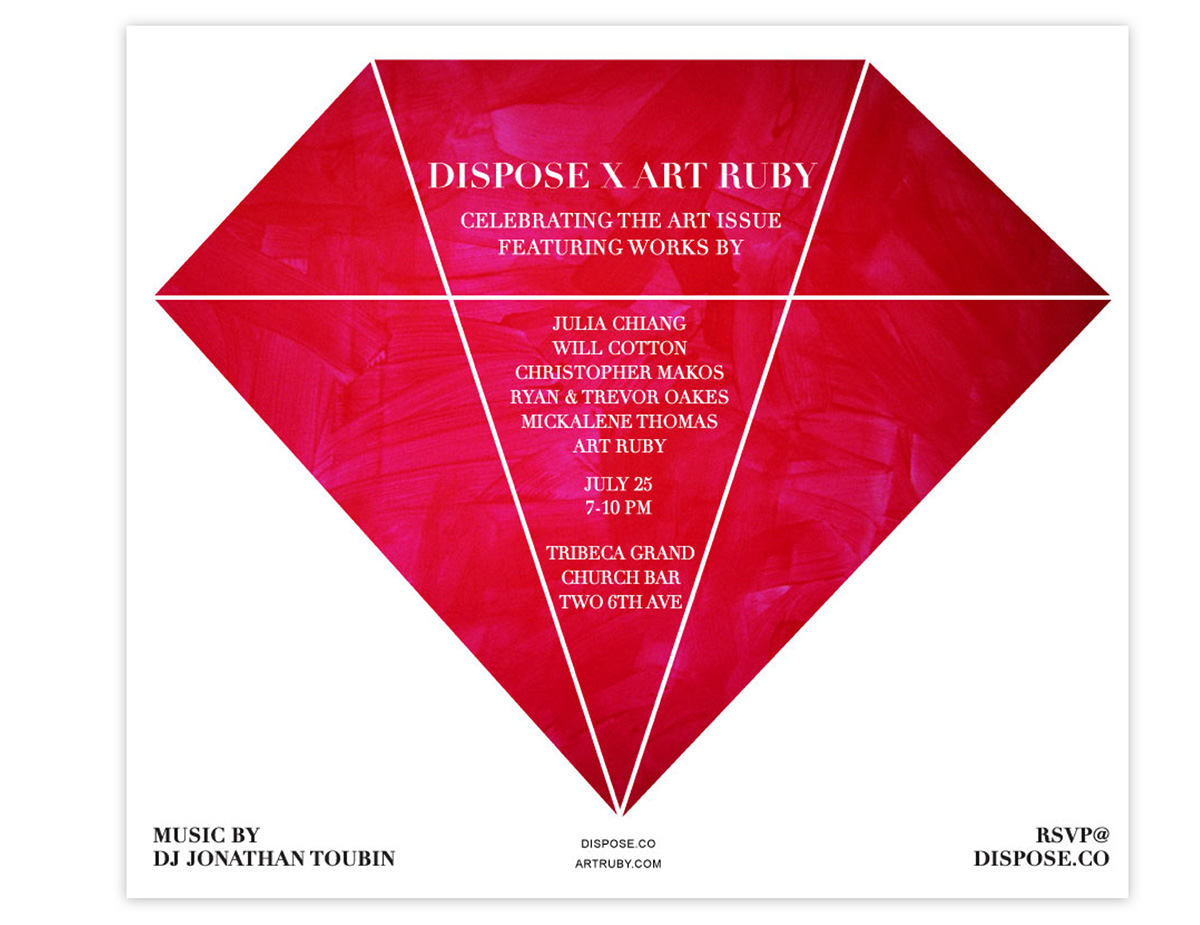 DISPOSE X ART RUBY
CELEBRATING THE ART ISSUE
FEATURING WORKS BY
JULIA CHIANG
WILL COTTON
CHRISTOPHER MAKOS
RYAN & TREVOR OAKES
MICKALENE THOMAS
ART RUBY
JULY 25
7-10 PM
TRIBECA GRAND
CHURCH BAR
TWO 6TH AVE
MUSIC BY
DJ JONATHAN TOUBIN
DISPOSE.CO
ARTRUBY.COM
RSVP@
DISPOSE.CO